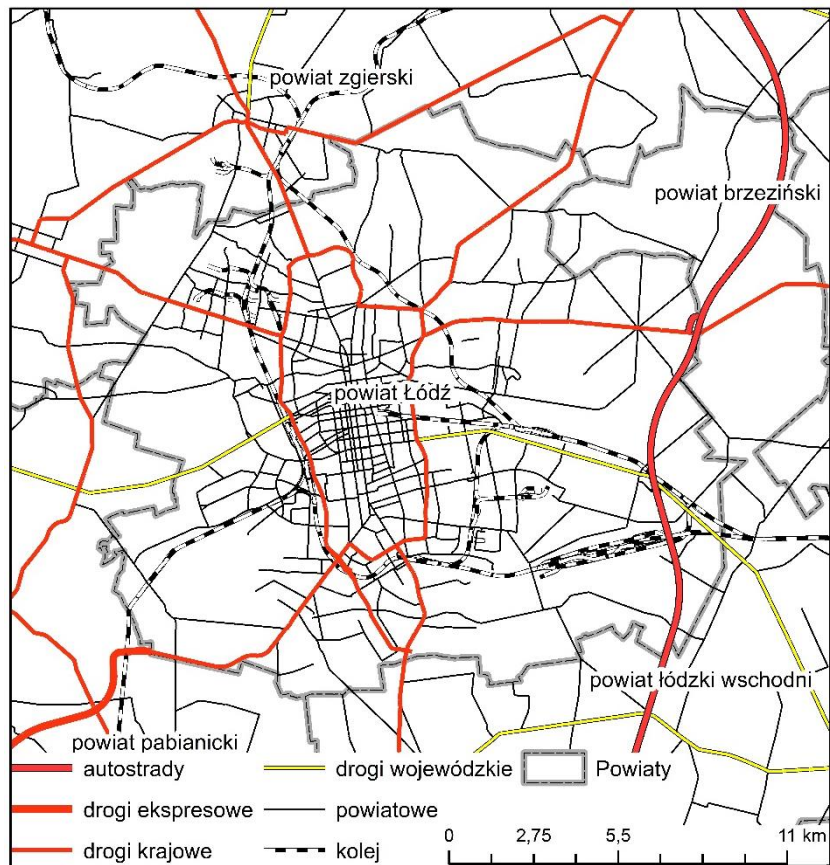 powiat zgierski
powiat brzeziński
powiat Łódź
powiat łódzki wschodni
powiat pabianicki
autostrady
drogi wojewódzkie
Powiaty
drogi ekspresowe
powiatowe
drogi krajowe
kolej
0 2,75 5,5 11 km